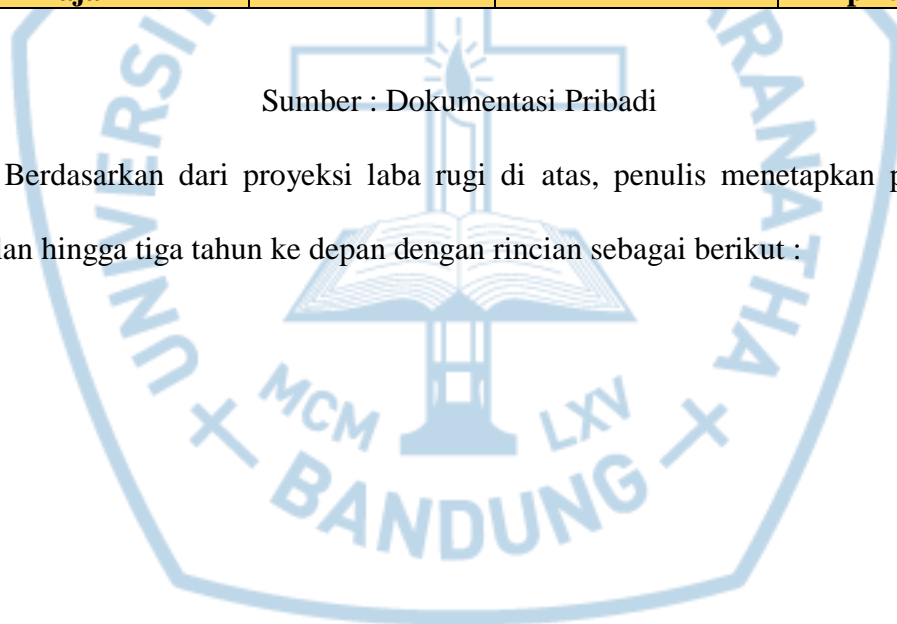 Sumber : Dokumentasi Pribadi
Berdasarkan dari proyeksi laba rugi di atas, penulis menetapkan
hingga tiga tahun ke depan dengan rincian sebagai berikut :
MCM LXV
BANDUNG